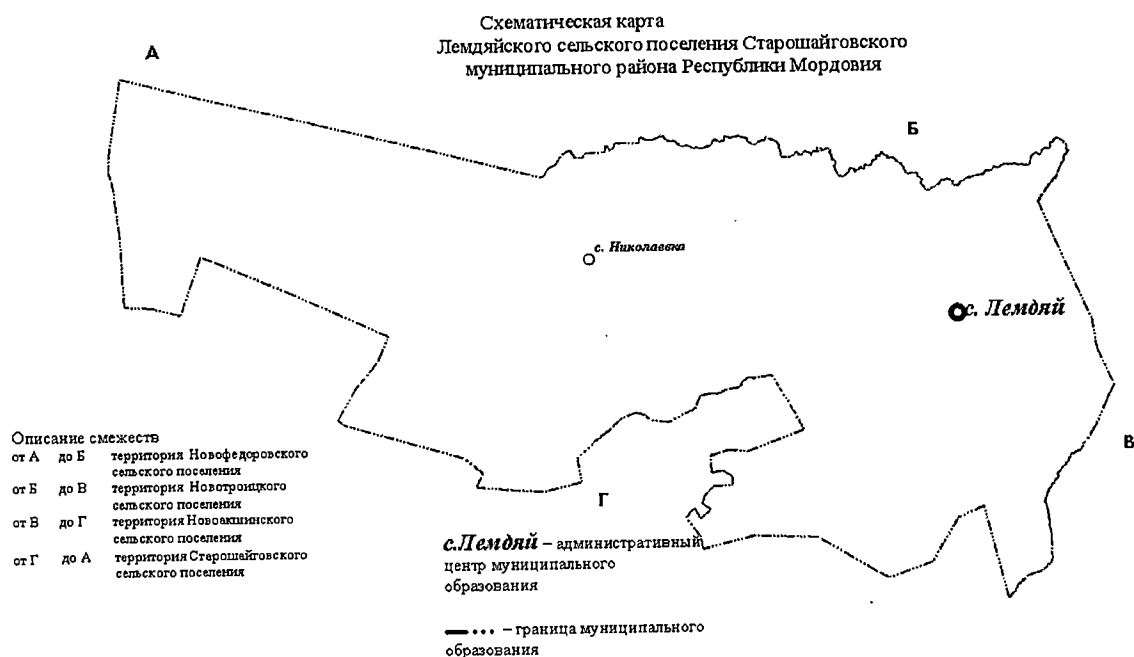 Схематическая карта
Лемдяйского сельского поселения Старошайговского
муниципального района Республики Мордовия
А
Б
с. Николаевка
с. Лемдяй
В
Г
Описание смежеств
от А до Б территория Новофедоровского
сельского поселения
от Б до В территория Новотроицкого
сельского поселения
от В до Г территория Новоакшинского
сельского поселения
от Г до А территория Старошайговского
сельского поселения
с.Лемдяй – административный
центр муниципального
образования
– граница муниципального
образования